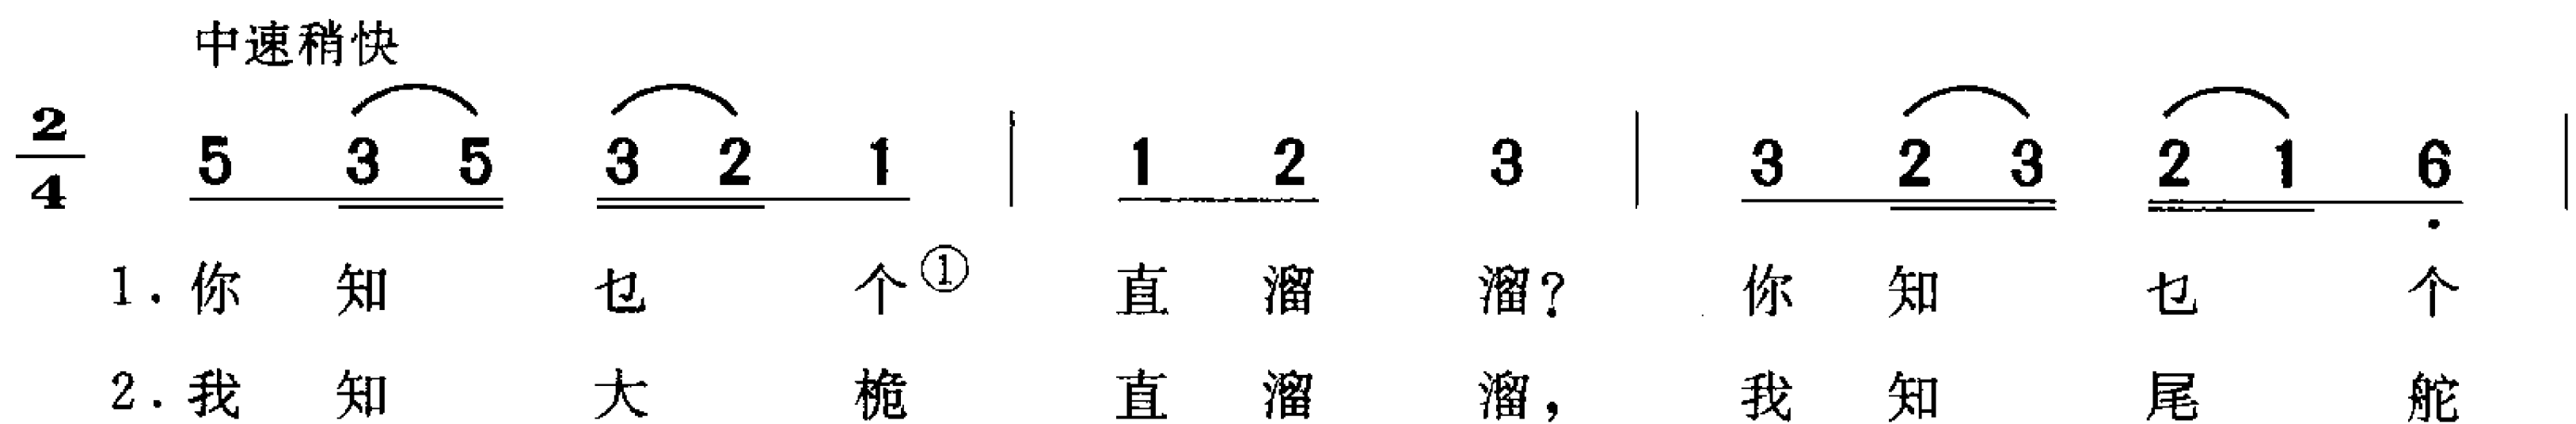 中速稍快
2/4 5 3 5 3 2 1 | 1 2 3 | 3 2 3 2 1 6̣ |
1. 你 知 乜 个① 直 溜 溜? 你 知 乜 个
2. 我 知 大 桅 直 溜 溜, 我 知 尾 舵